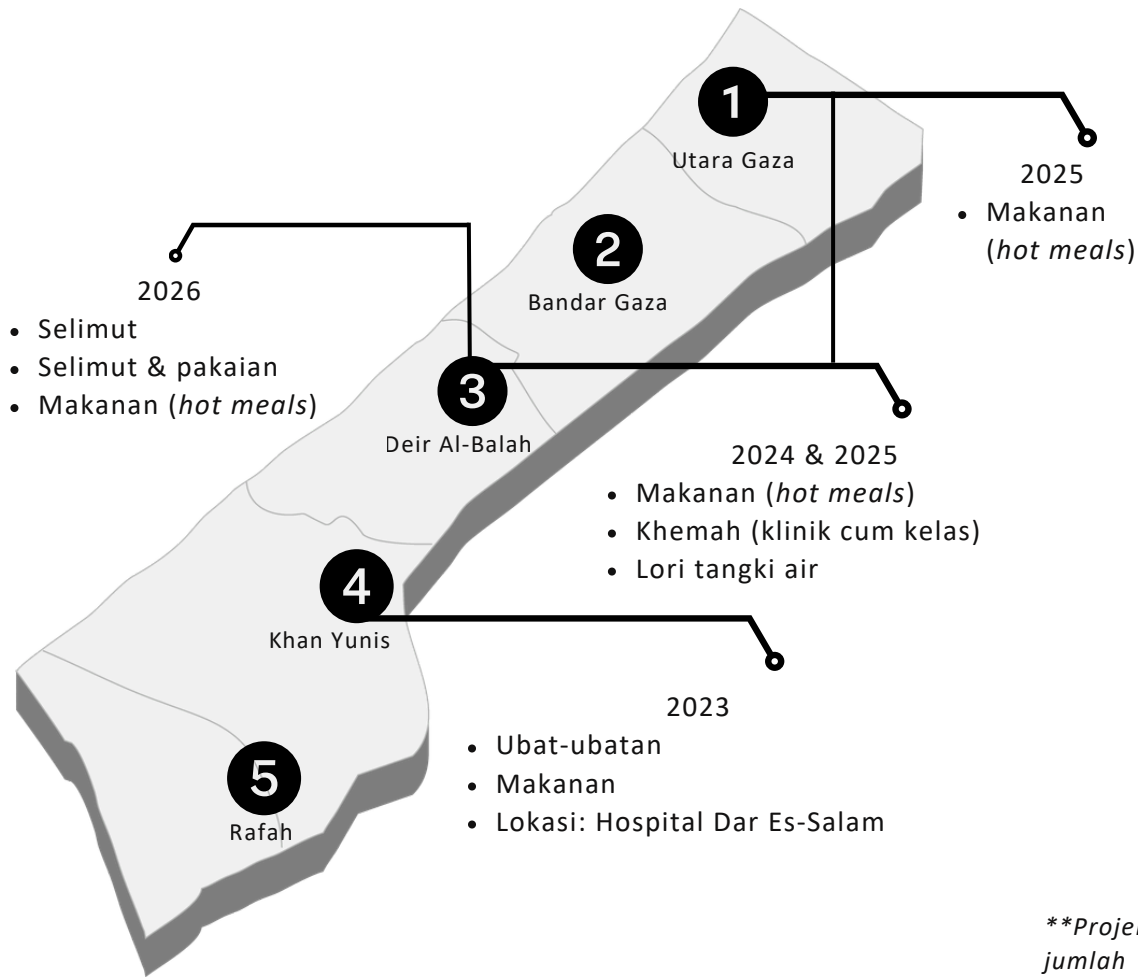 1
Utara Gaza
2025
• Makanan
(hot meals)
2
Bandar Gaza
2026
• Selimut
• Selimut & pakaian
• Makanan (hot meals)
3
Deir Al-Balah
2024 & 2025
• Makanan (hot meals)
• Khemah (klinik cum kelas)
• Lori tangki air
4
Khan Yunis
2023
• Ubat-ubatan
• Makanan
• Lokasi: Hospital Dar Es-Salam
5
Rafah
jumlah